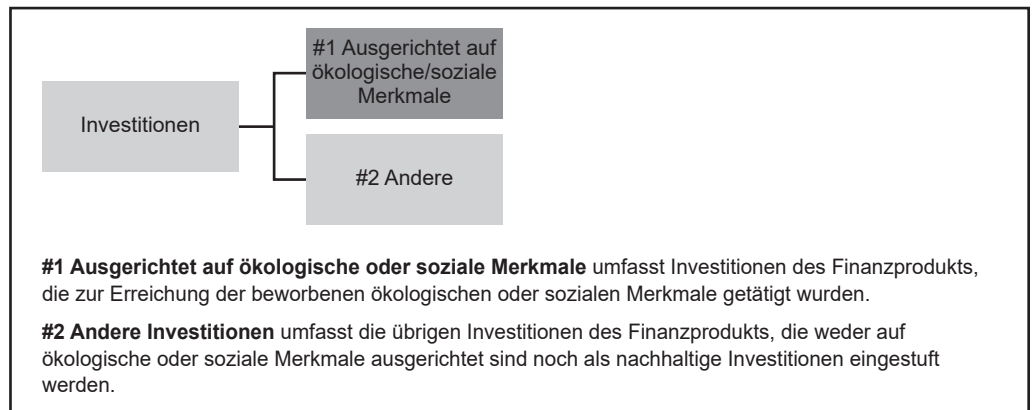 #1 Ausgerichtet auf
ökologische/soziale
Merkmale
Investitionen
#2 Andere
#1 Ausgerichtet auf ökologische oder soziale Merkmale umfasst Investitionen des Finanzprodukts,
die zur Erreichung der beworbenen ökologischen oder sozialen Merkmale getätigt wurden.
#2 Andere Investitionen umfasst die übrigen Investitionen des Finanzprodukts, die weder auf
ökologische oder soziale Merkmale ausgerichtet sind noch als nachhaltige Investitionen eingestuft
werden.